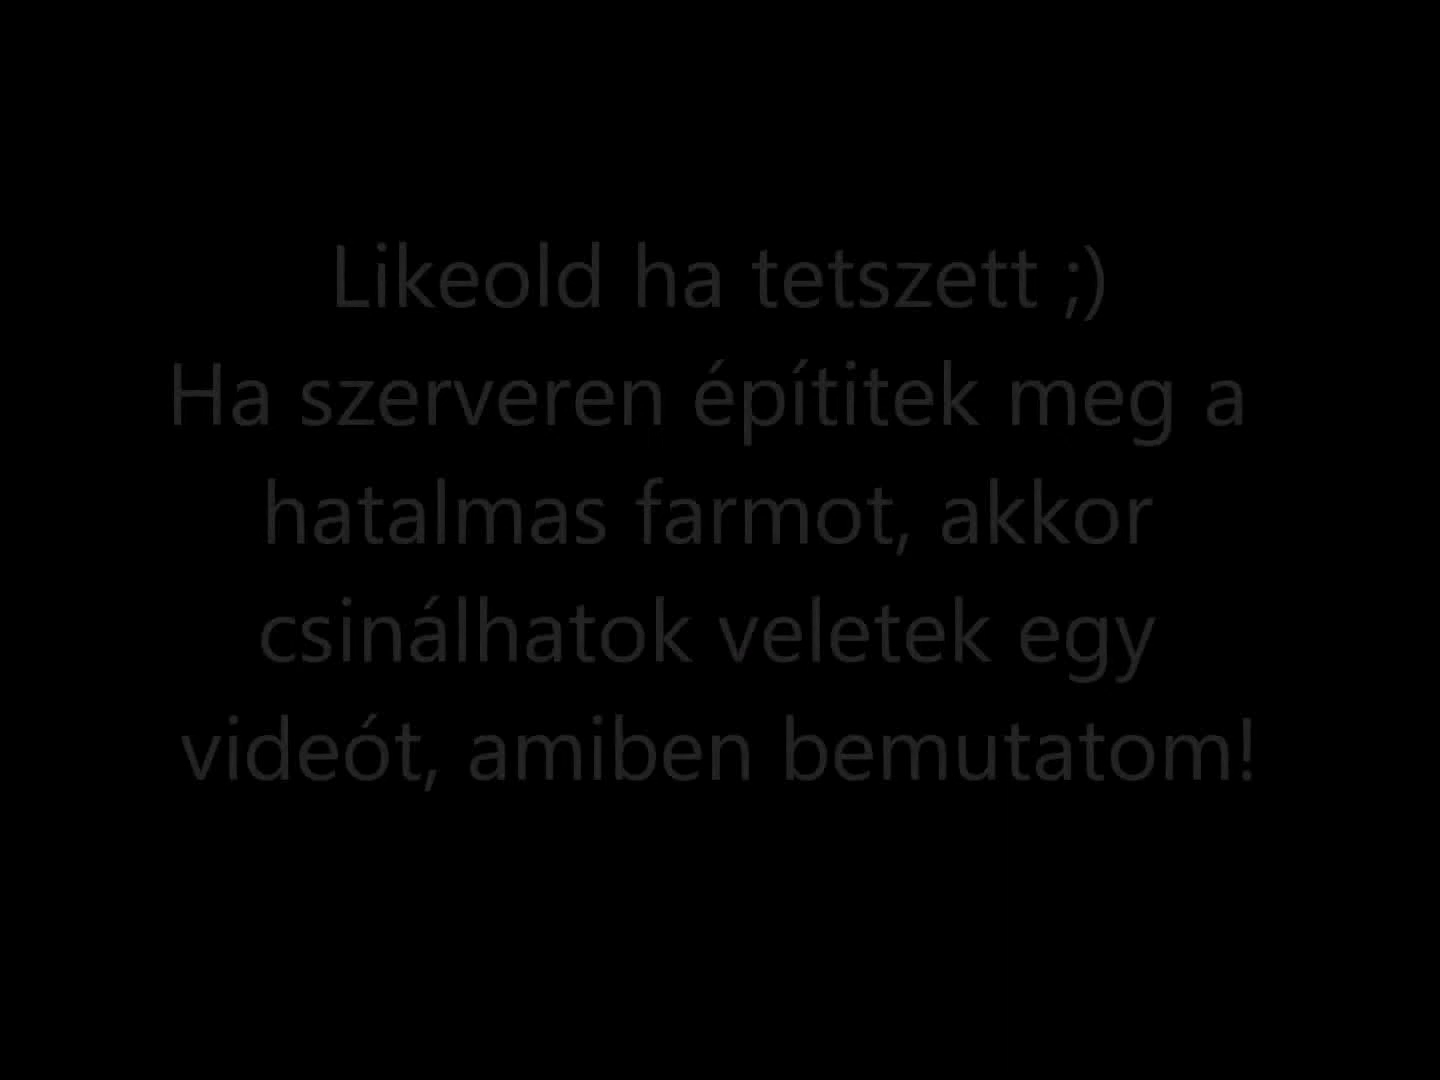 Likeold ha tetszett ;)
Ha szerveren építitek meg a
hatalmas farmot, akkor
csinálhatok veletek egy
videót, amiben bemutatom!